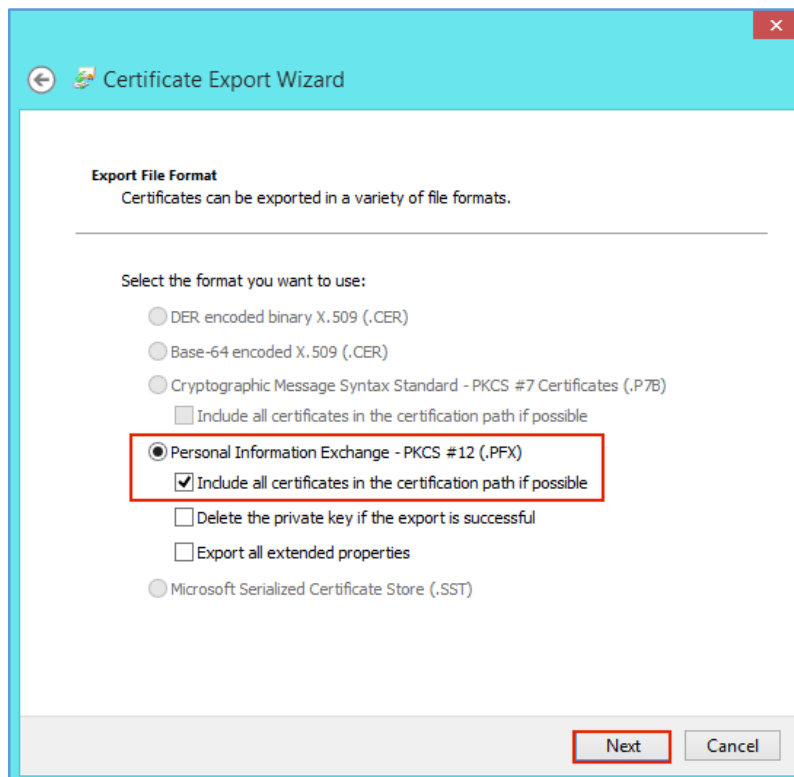 Certificate Export Wizard
Export File Format
Certificates can be exported in a variety of file formats.
Select the format you want to use:
DER encoded binary X.509 (.CER)
Base-64 encoded X.509 (.CER)
Cryptographic Message Syntax Standard - PKCS #7 Certificates (.P7B)
Include all certificates in the certification path if possible
Personal Information Exchange - PKCS #12 (.PFX)
Include all certificates in the certification path if possible
Delete the private key if the export is successful
Export all extended properties
Microsoft Serialized Certificate Store (.SST)
Next Cancel